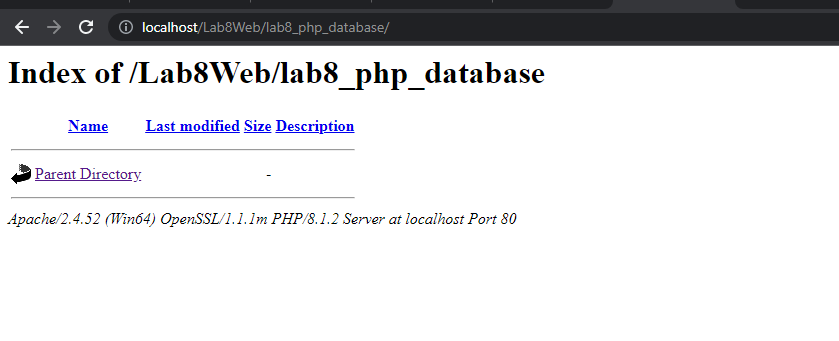 localhost/Lab8Web/lab8_php_database/
Index of /Lab8Web/lab8_php_database
Name Last modified Size Description
Parent Directory -
Apache/2.4.52 (Win64) OpenSSL/1.1.1m PHP/8.1.2 Server at localhost Port 80